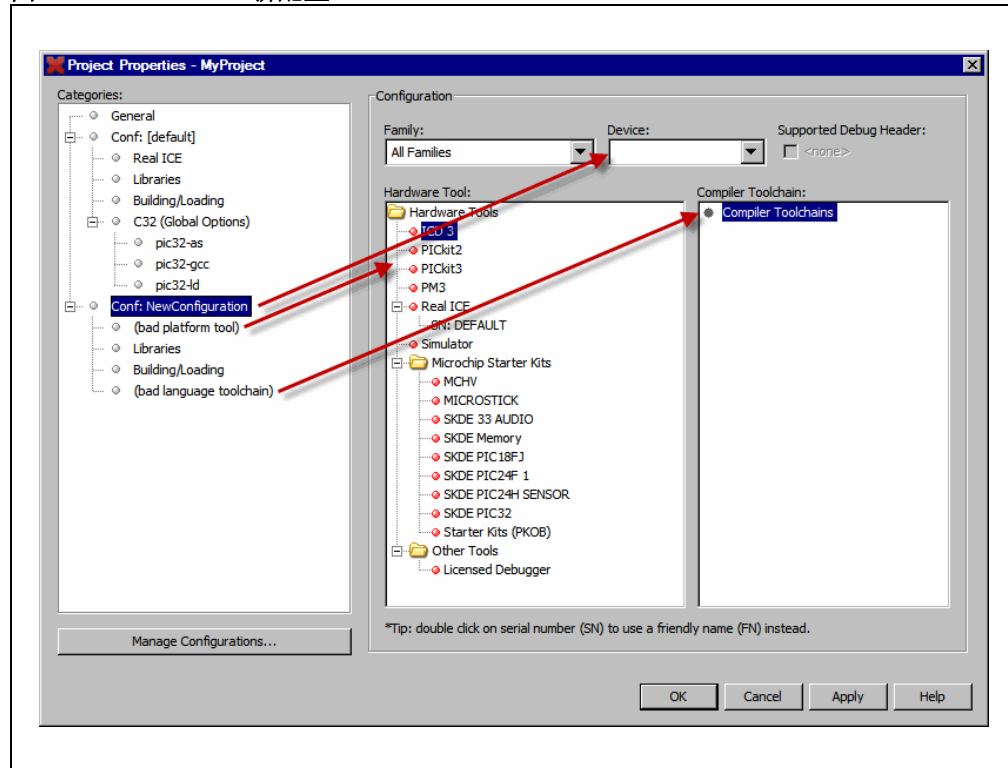 Project Properties - MyProject
Categories:
General
Conf: [default]
Real ICE
Libraries
Building/Loading
C32 (Global Options)
pic32-as
pic32-gcc
pic32-ld
Conf: NewConfiguration
(bad platform tool)
Libraries
Building/Loading
(bad language toolchain)
Manage Configurations...
Configuration
Family:
All Families
Device:
Supported Debug Header:
<none>
Hardware Tool:
Hardware Tools
ICD 3
PICkit2
PICkit3
PM3
Real ICE
SN: DEFAULT
Simulator
Microchip Starter Kits
MCHV
MICROSTICK
SKDE 33 AUDIO
SKDE Memory
SKDE PIC18FJ
SKDE PIC24F 1
SKDE PIC24H SENSOR
SKDE PIC32
Starter Kits (PKOB)
Other Tools
Licensed Debugger
Compiler Toolchain:
Compiler Toolchains
*Tip: double click on serial number (SN) to use a friendly name (FN) instead.
OK
Cancel
Apply
Help